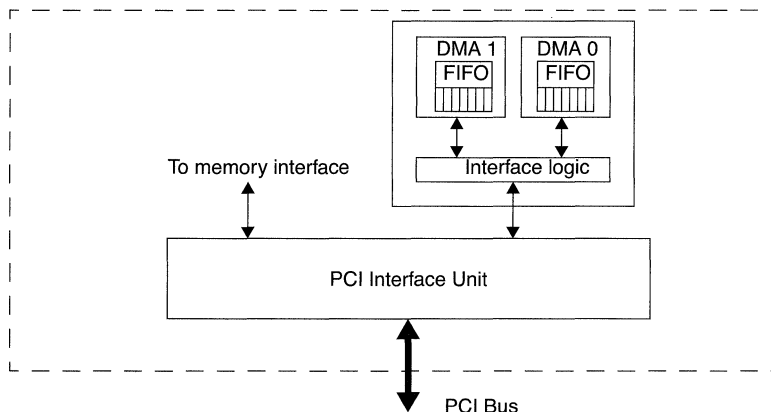 DMA 1 DMA 0
FIFO FIFO
Interface logic
To memory interface
PCI Interface Unit
PCI Bus